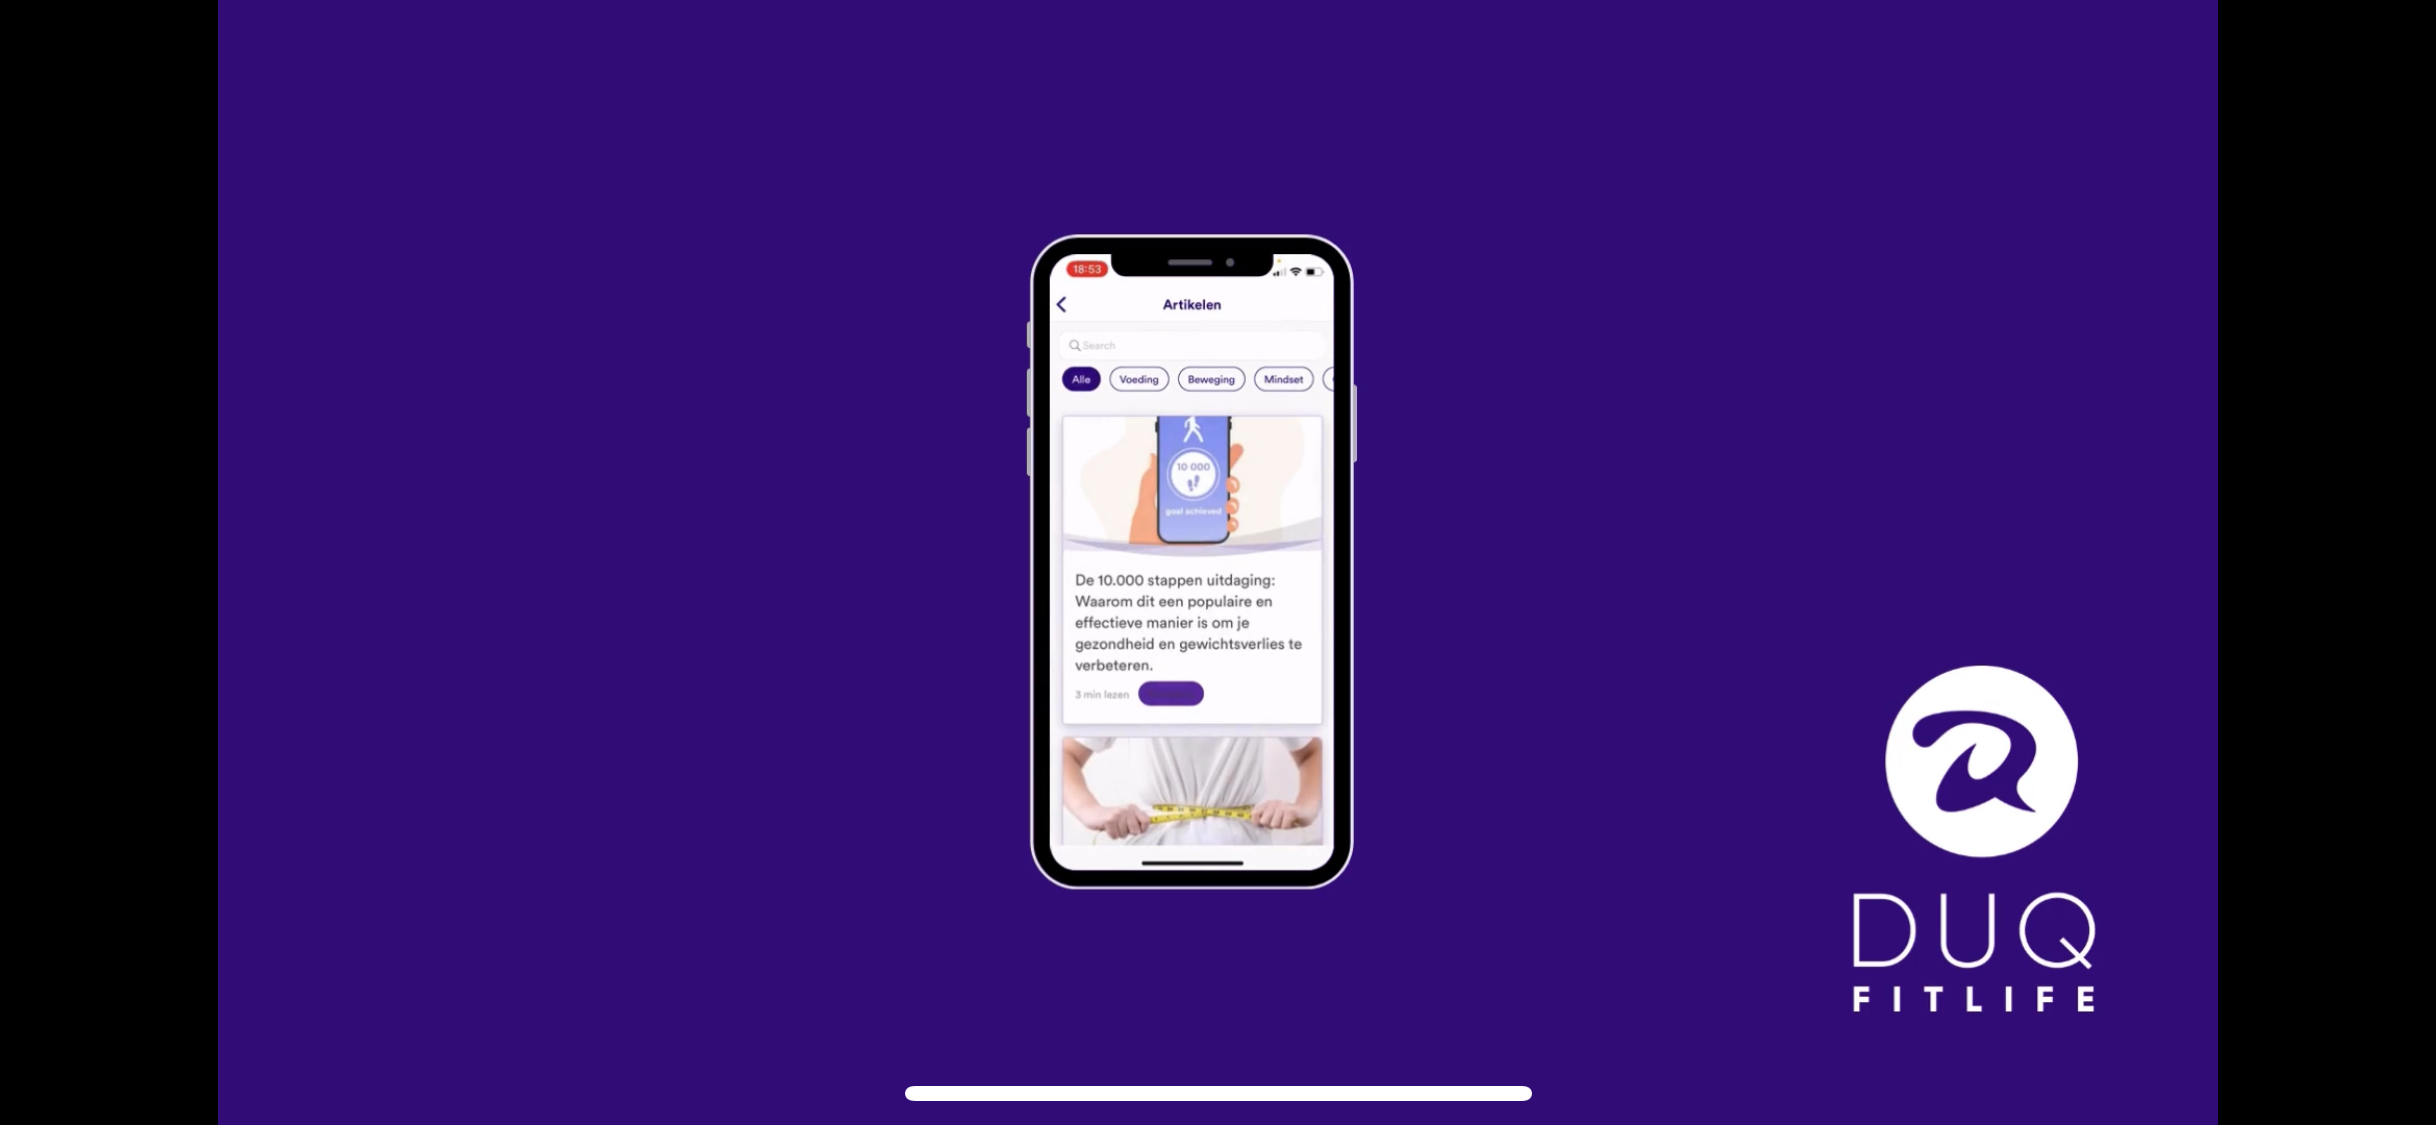 18:53
Artikelen
Search
Alle
Voeding
Beweging
Mindset
10 000
goal achieved
De 10.000 stappen uitdaging:
Waarom dit een populaire en
effectieve manier is om je
gezondheid en gewichtsverlies te
verbeteren.
3 min lezen
DUQ
FITLIFE